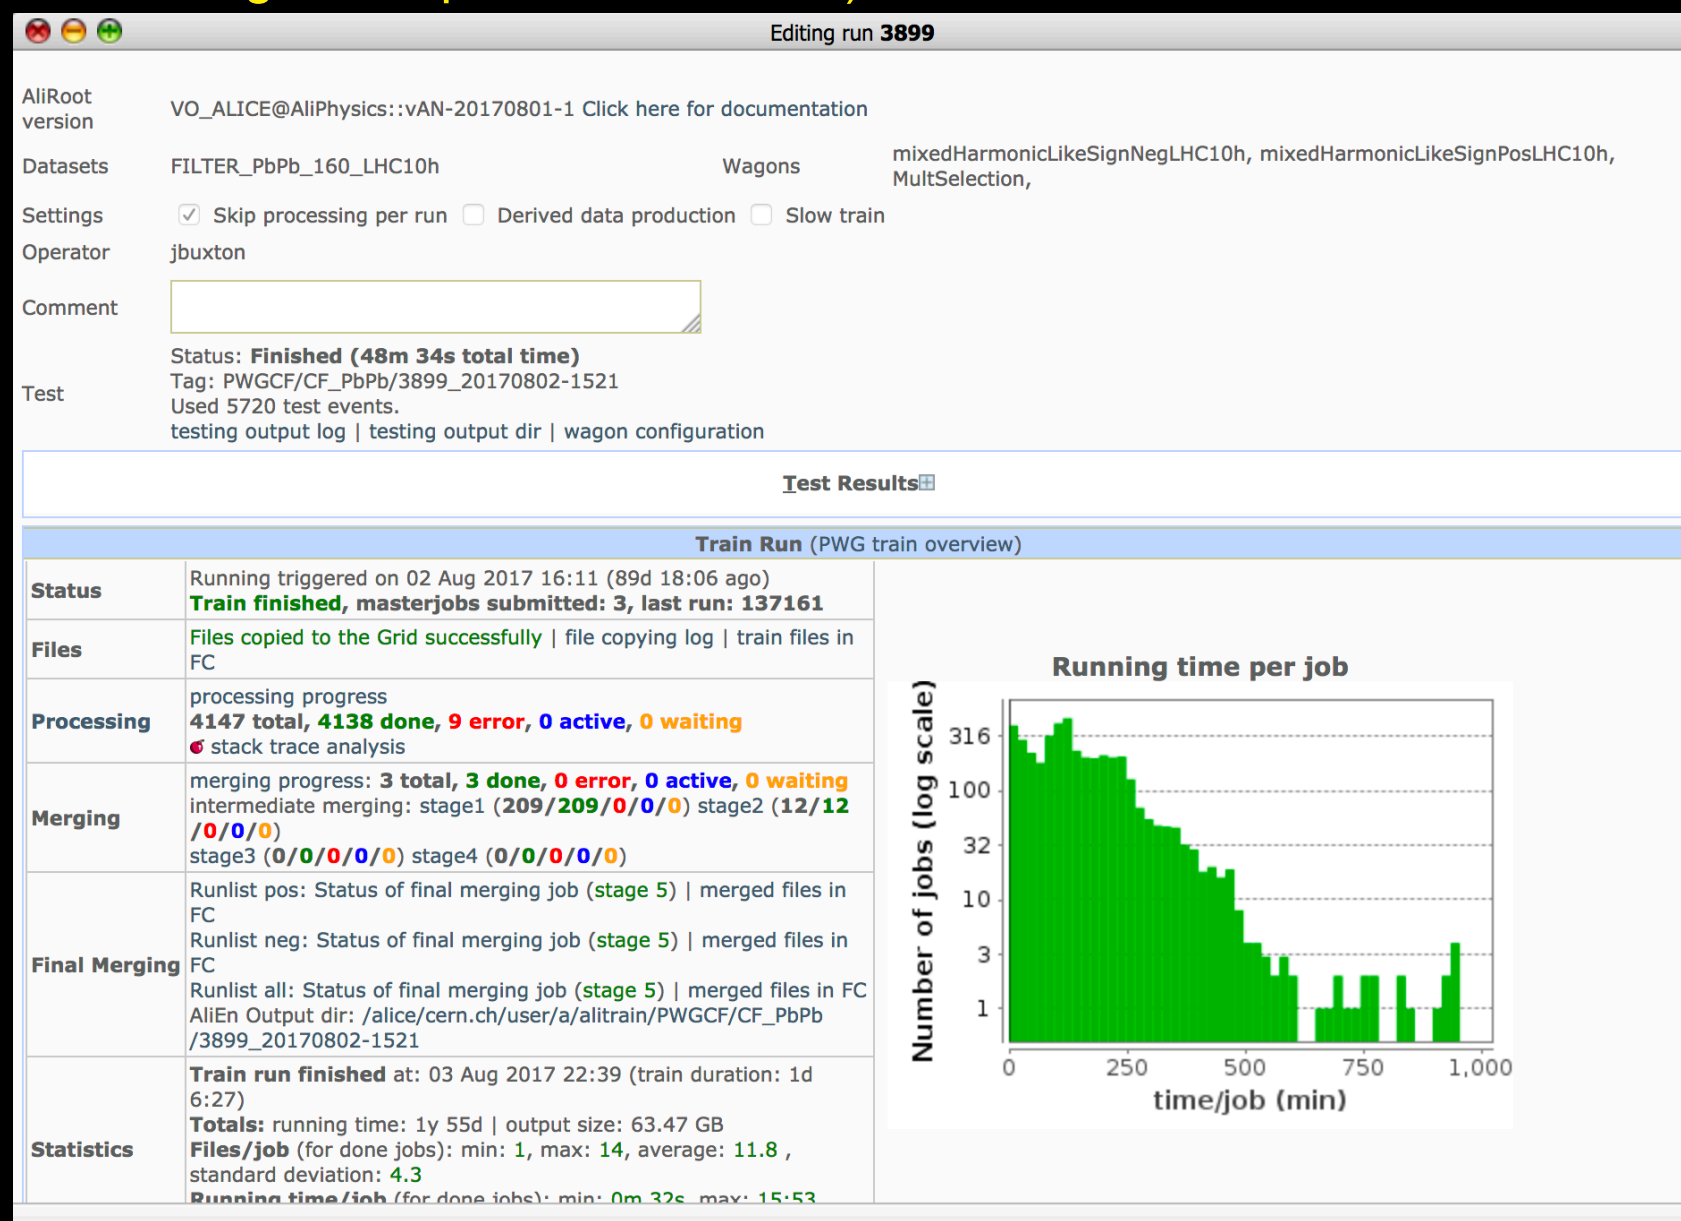 Editing run 3899
AliRoot
version
VO_ALICE@AliPhysics::vAN-20170801-1 Click here for documentation
Datasets
FILTER_PbPb_160_LHC10h
Wagons
mixedHarmonicLikeSignNegLHC10h, mixedHarmonicLikeSignPosLHC10h,
MultSelection,
Settings
Skip processing per run
Derived data production
Slow train
Operator
jbuxton
Comment
Test
Status: Finished (48m 34s total time)
Tag: PWGCF/CF_PbPb/3899_20170802-1521
Used 5720 test events.
testing output log | testing output dir | wagon configuration
Test Results
Train Run (PWG train overview)
Status
Running triggered on 02 Aug 2017 16:11 (89d 18:06 ago)
Train finished, masterjobs submitted: 3, last run: 137161
Files
Files copied to the Grid successfully | file copying log | train files in
FC
Processing
processing progress
4147 total, 4138 done, 9 error, 0 active, 0 waiting
stack trace analysis
Merging
merging progress: 3 total, 3 done, 0 error, 0 active, 0 waiting
intermediate merging: stage1 (209/209/0/0/0) stage2 (12/12
/0/0/0)
stage3 (0/0/0/0/0) stage4 (0/0/0/0/0)
Final Merging
Runlist pos: Status of final merging job (stage 5) | merged files in
FC
Runlist neg: Status of final merging job (stage 5) | merged files in
FC
Runlist all: Status of final merging job (stage 5) | merged files in FC
AliEn Output dir: /alice/cern.ch/user/a/alitrain/PWGCF/CF_PbPb
/3899_20170802-1521
Statistics
Train run finished at: 03 Aug 2017 22:39 (train duration: 1d
6:27)
Totals: running time: 1y 55d | output size: 63.47 GB
Files/job (for done jobs): min: 1, max: 14, average: 11.8 ,
standard deviation: 4.3
Running time/job (for done jobs): min: 0m 32s, max: 15:53
Running time per job
Number of jobs (log scale)
316
100
32
10
3
1
0
250
500
750
1,000
time/job (min)